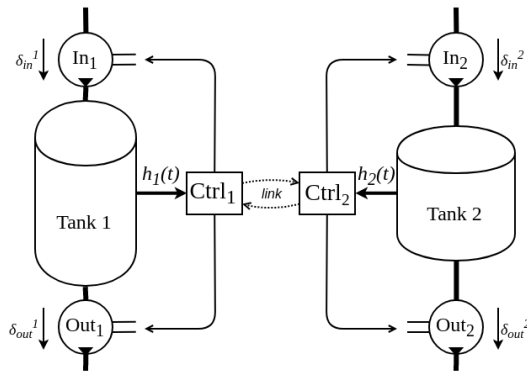 In₁
In₂
δᵢₙ¹
δᵢₙ²
h₁(t)
h₂(t)
Ctrl₁
link
Ctrl₂
Tank 1
Tank 2
Out₁
Out₂
δₒᵤₜ¹
δₒᵤₜ²